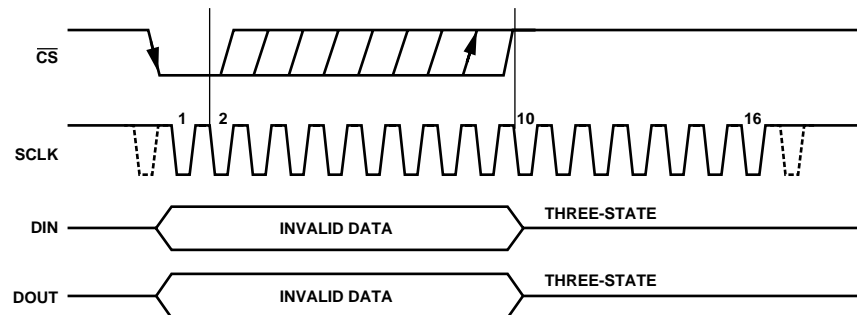 CS
1 2 10 16
SCLK
THREE-STATE
DIN INVALID DATA
THREE-STATE
DOUT INVALID DATA